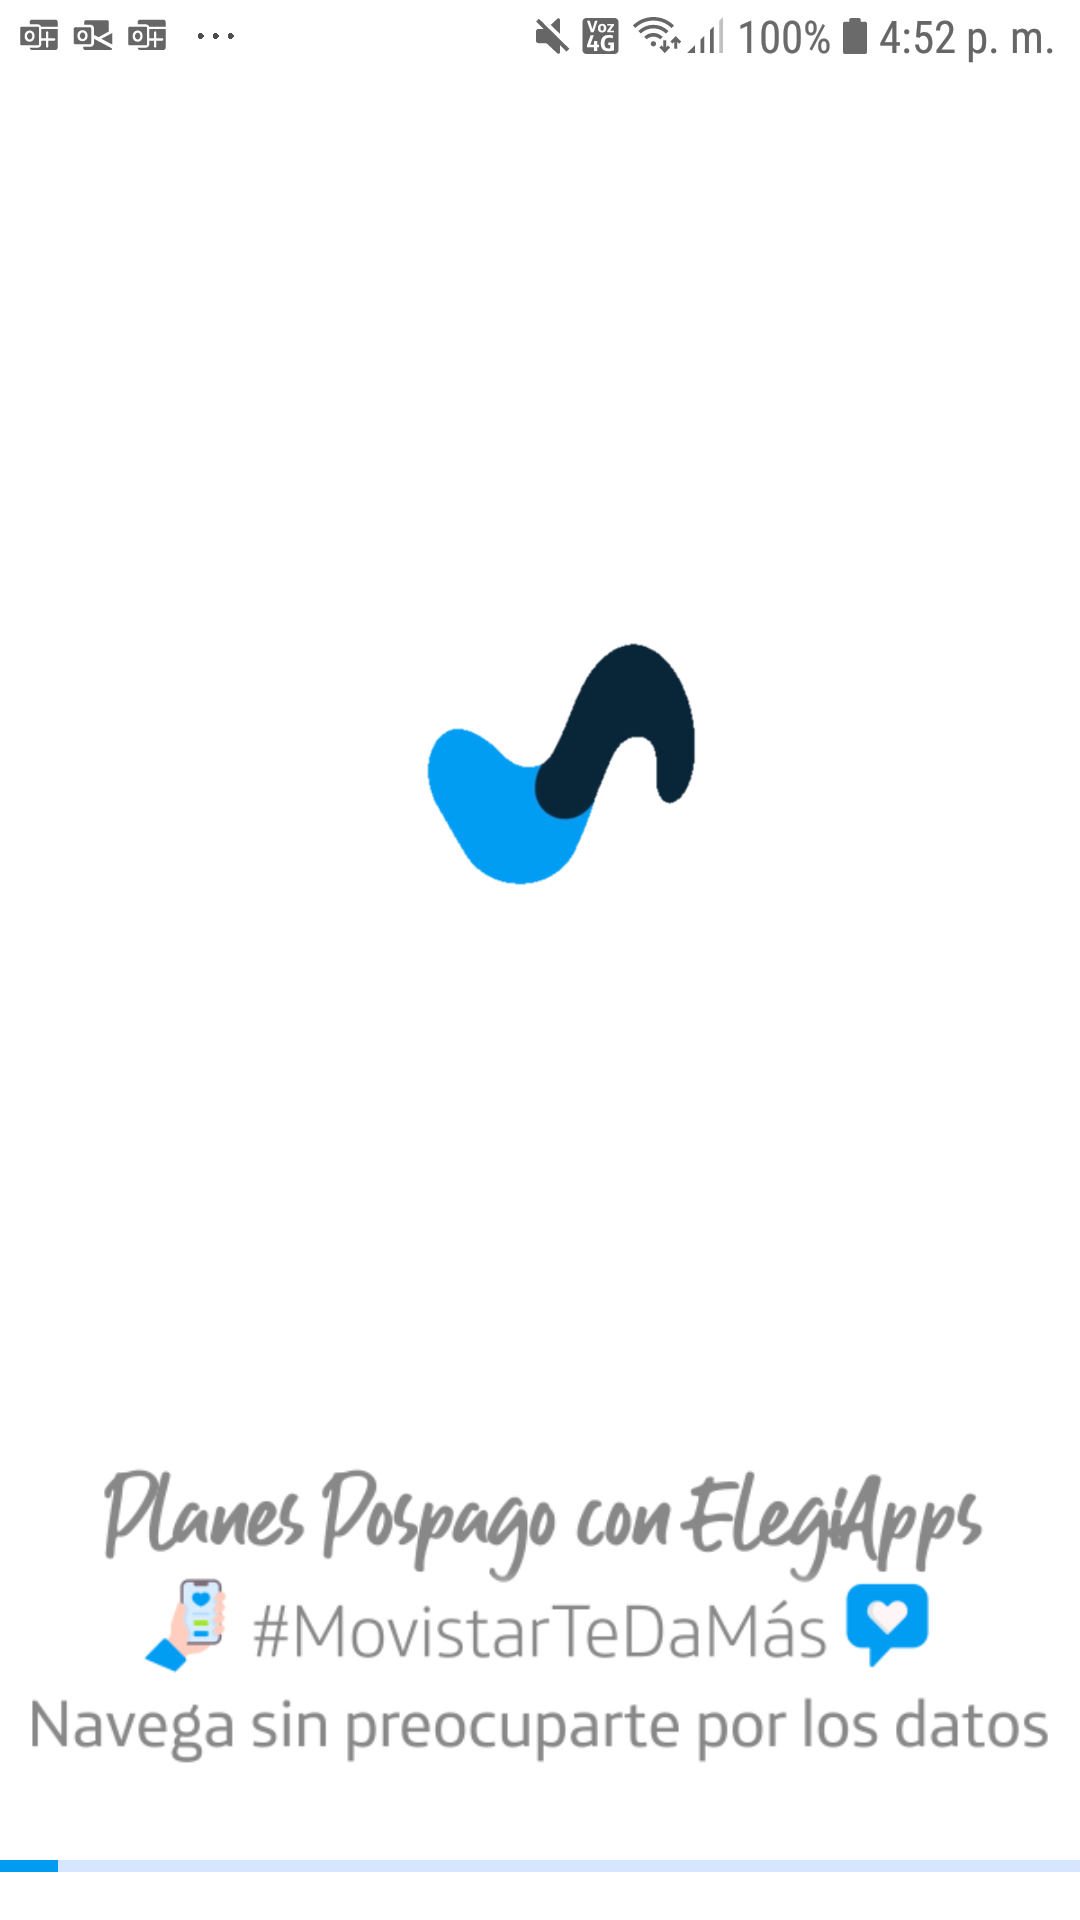 Voz 4G 100% 4:52 p. m.
Planes Pospago con ElegiApps
#MovistarTeDaMás
Navega sin preocuparte por los datos